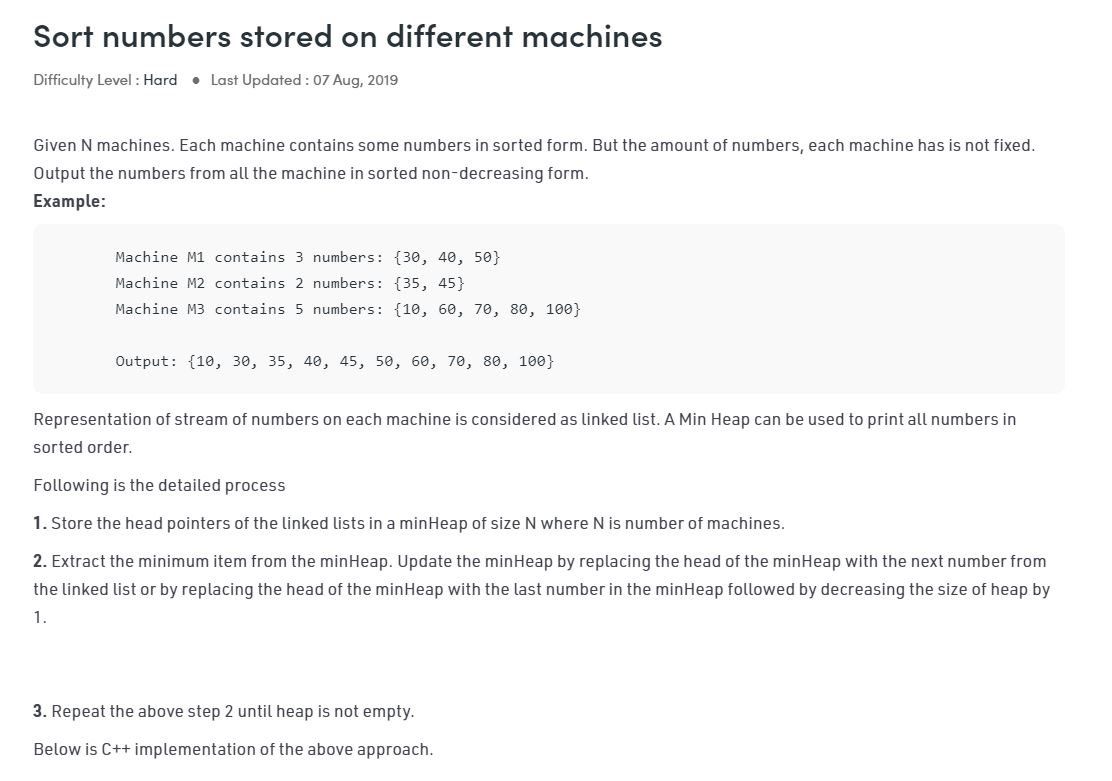 Sort numbers stored on different machines
Difficulty Level : Hard ● Last Updated : 07 Aug, 2019
Given N machines. Each machine contains some numbers in sorted form. But the amount of numbers, each machine has is not fixed.
Output the numbers from all the machine in sorted non-decreasing form.
Example:
Machine M1 contains 3 numbers: {30, 40, 50}
Machine M2 contains 2 numbers: {35, 45}
Machine M3 contains 5 numbers: {10, 60, 70, 80, 100}
Output: {10, 30, 35, 40, 45, 50, 60, 70, 80, 100}
Representation of stream of numbers on each machine is considered as linked list. A Min Heap can be used to print all numbers in
sorted order.
Following is the detailed process
1. Store the head pointers of the linked lists in a minHeap of size N where N is number of machines.
2. Extract the minimum item from the minHeap. Update the minHeap by replacing the head of the minHeap with the next number from
the linked list or by replacing the head of the minHeap with the last number in the minHeap followed by decreasing the size of heap by
1.
3. Repeat the above step 2 until heap is not empty.
Below is C++ implementation of the above approach.